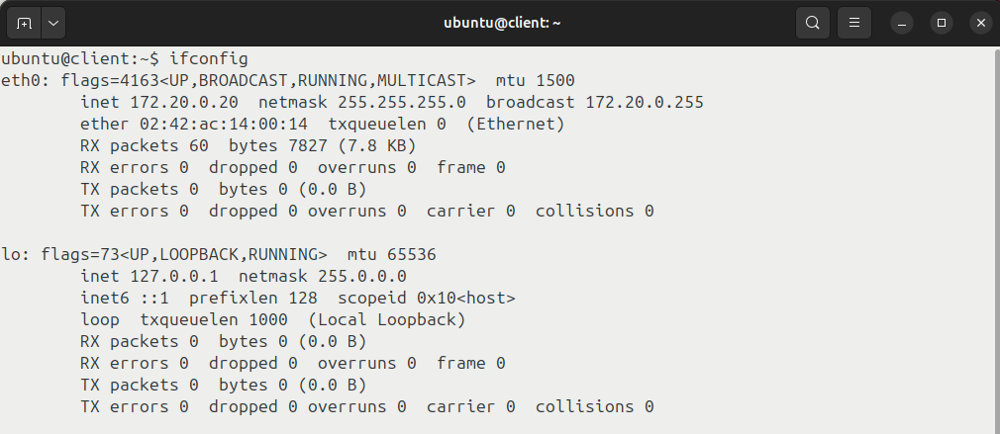 ubuntu@client: ~
ubuntu@client:~$ ifconfig
eth0: flags=4163<UP,BROADCAST,RUNNING,MULTICAST>  mtu 1500
        inet 172.20.0.20  netmask 255.255.255.0  broadcast 172.20.0.255
        ether 02:42:ac:14:00:14  txqueuelen 0  (Ethernet)
        RX packets 60  bytes 7827 (7.8 KB)
        RX errors 0  dropped 0  overruns 0  frame 0
        TX packets 0  bytes 0 (0.0 B)
        TX errors 0  dropped 0 overruns 0  carrier 0  collisions 0

lo: flags=73<UP,LOOPBACK,RUNNING>  mtu 65536
        inet 127.0.0.1  netmask 255.0.0.0
        inet6 ::1  prefixlen 128  scopeid 0x10<host>
        loop  txqueuelen 1000  (Local Loopback)
        RX packets 0  bytes 0 (0.0 B)
        RX errors 0  dropped 0  overruns 0  frame 0
        TX packets 0  bytes 0 (0.0 B)
        TX errors 0  dropped 0 overruns 0  carrier 0  collisions 0